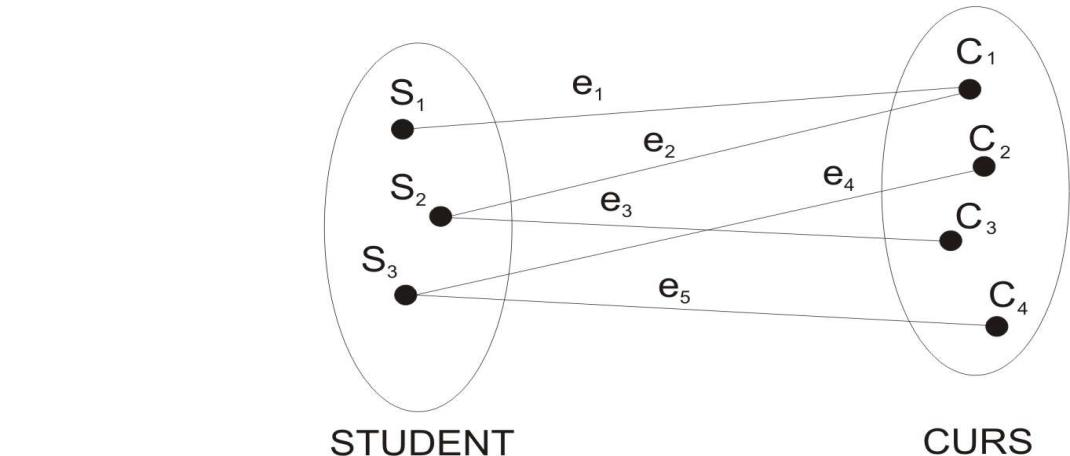 C₁
S₁
e₁
e₂
C₂
S₂
e₄
e₃
C₃
S₃
e₅
C₄
STUDENT
CURS